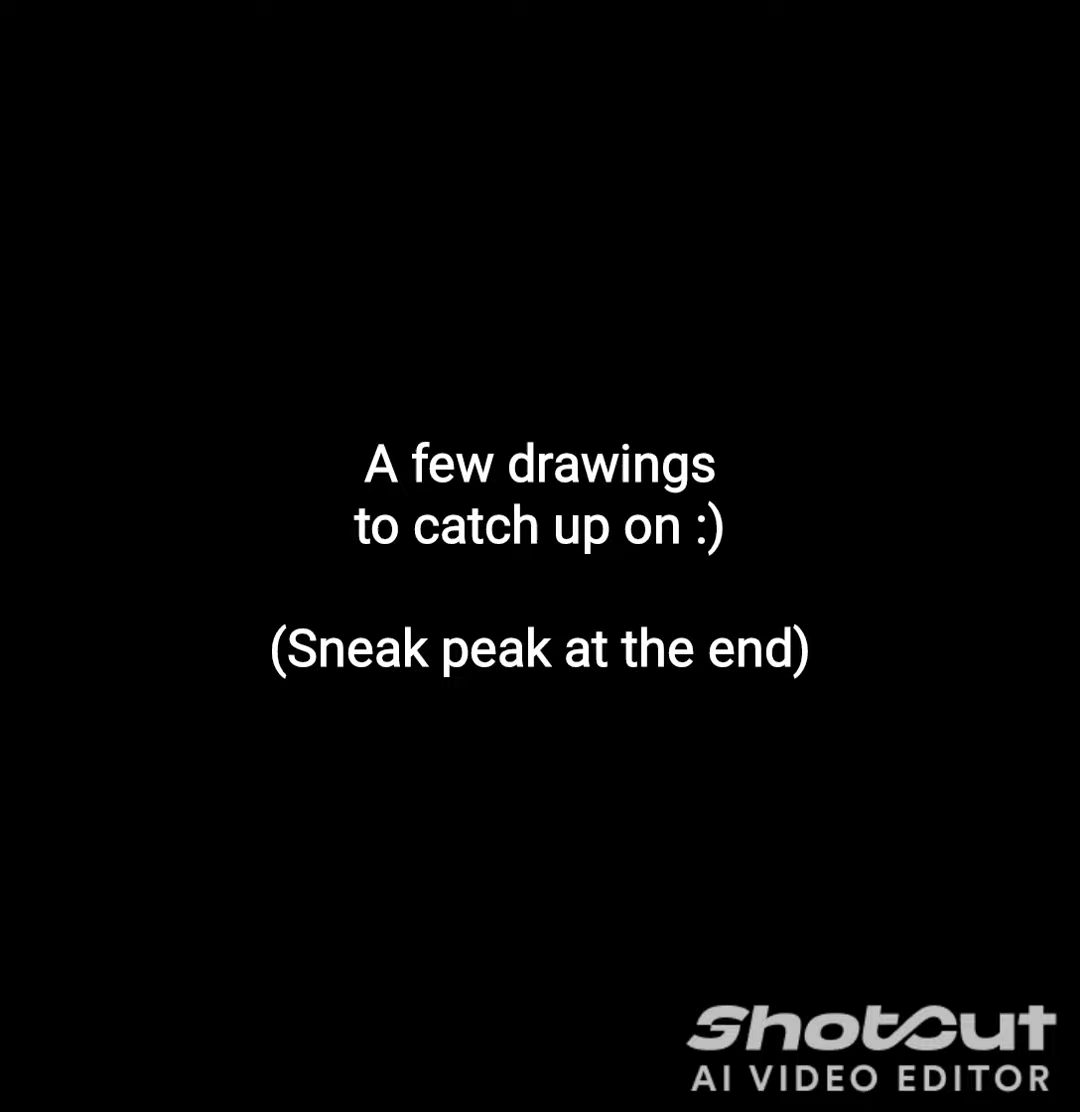 A few drawings
to catch up on :)
(Sneak peak at the end)
ShotCut
AI VIDEO EDITOR